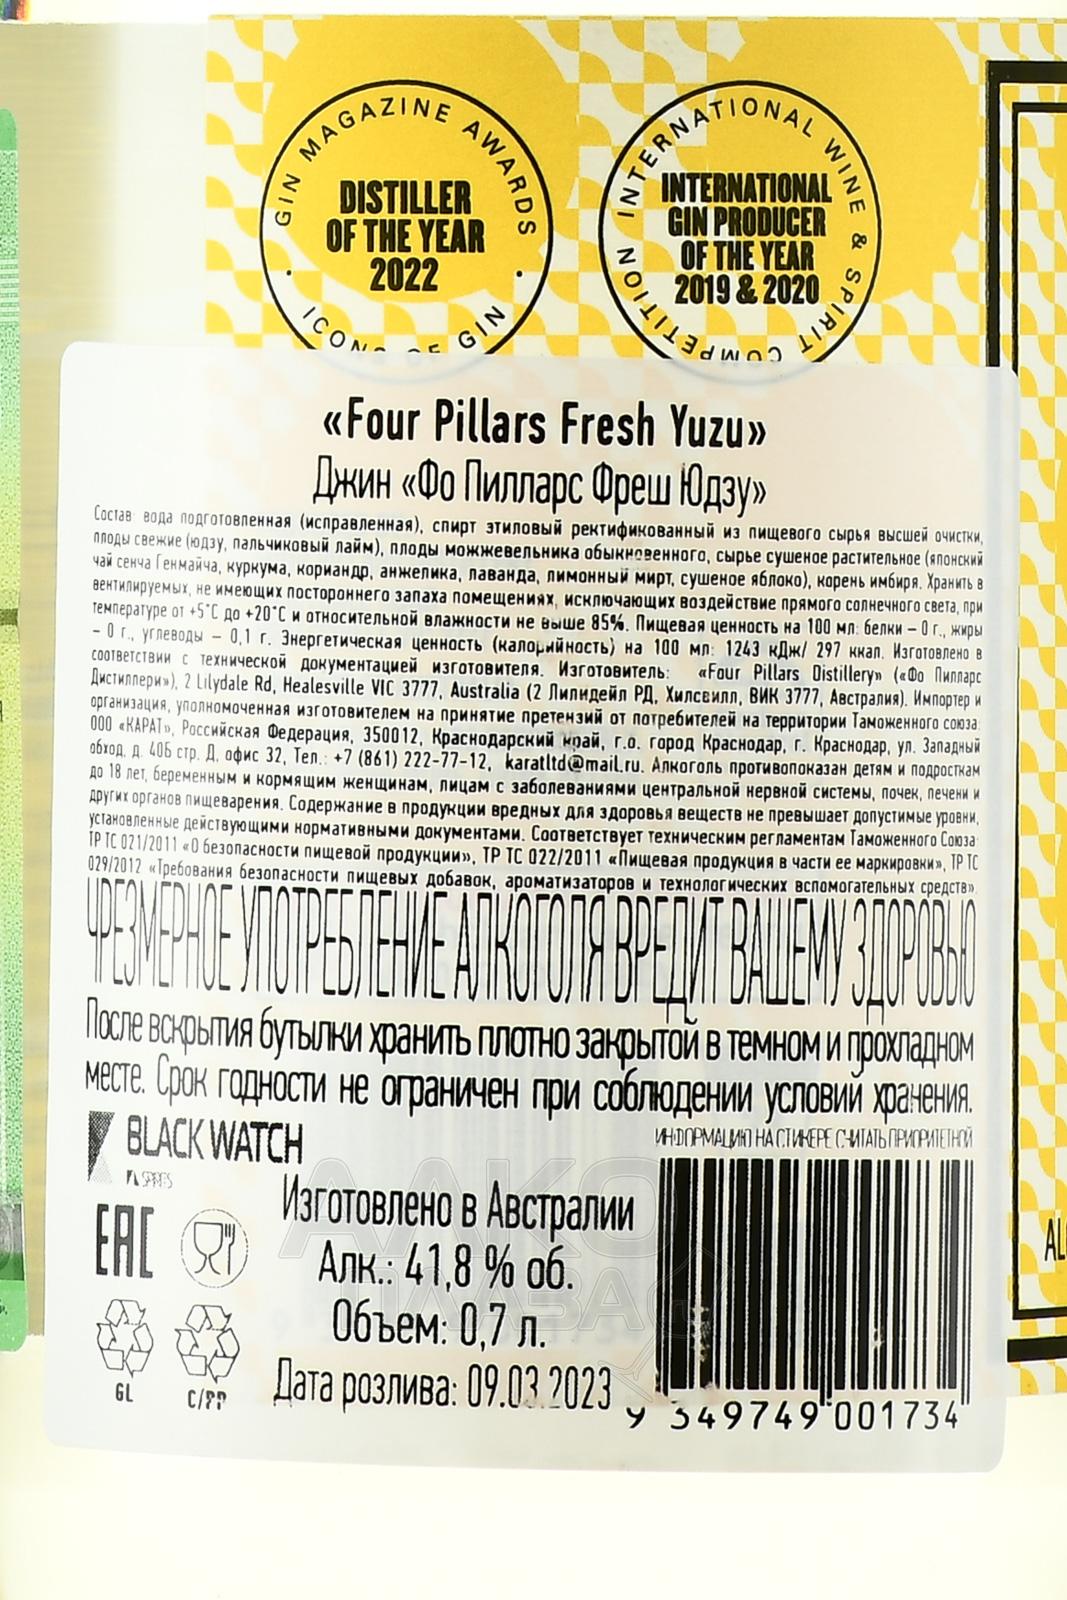 GIN MAGAZINE AWARDS
DISTILLER
OF THE YEAR
2022
ICONS OF GIN
INTERNATIONAL WINE & SPIRIT COMPETITION
INTERNATIONAL
GIN PRODUCER
OF THE YEAR
2019 & 2020
«Four Pillars Fresh Yuzu»
Джин «Фо Пилларс Фреш Юдзу»
Состав: вода подготовленная (исправленная), спирт этиловый ректификованный из пищевого сырья высшей очистки,
плоды свежие (юдзу, пальчиковый лайм), плоды можжевельника обыкновенного, сырье сушеное растительное (японский
чай сенча Генмайча, куркума, кориандр, анжелика, лаванда, лимонный мирт, сушеное яблоко), корень имбиря. Хранить в
вентилируемых, не имеющих постороннего запаха помещениях, исключающих воздействие прямого солнечного света, при
температуре от +5°С до +20°С и относительной влажности не выше 85%. Пищевая ценность на 100 мл: белки – 0 г., жиры
– 0 г., углеводы – 0,1 г. Энергетическая ценность (калорийность) на 100 мл: 1243 кДж/ 297 ккал. Изготовлено в
соответствии с технической документацией изготовителя. Изготовитель: «Four Pillars Distillery» («Фо Пилларс
Дистиллери»), 2 Lilydale Rd, Healesville VIC 3777, Australia (2 Лилидейл РД, Хилсвилл, ВИК 3777, Австралия). Импортер и
организация, уполномоченная изготовителем на принятие претензий от потребителей на территории Таможенного союза:
ООО «КАРАТ», Российская Федерация, 350012, Краснодарский край, г.о. город Краснодар, г. Краснодар, ул. Западный
обход, д. 40Б стр. Д, офис 32, Тел.: +7 (861) 222-77-12, karatltd@mail.ru. Алкоголь противопоказан детям и подросткам
до 18 лет, беременным и кормящим женщинам, лицам с заболеваниями центральной нервной системы, почек, печени и
других органов пищеварения. Содержание в продукции вредных для здоровья веществ не превышает допустимые уровни,
установленные действующими нормативными документами. Соответствует техническим регламентам Таможенного Союза:
ТР ТС 021/2011 «О безопасности пищевой продукции», ТР ТС 022/2011 «Пищевая продукция в части ее маркировки», ТР ТС
029/2012 «Требования безопасности пищевых добавок, ароматизаторов и технологических вспомогательных средств».
ЧРЕЗМЕРНОЕ УПОТРЕБЛЕНИЕ АЛКОГОЛЯ ВРЕДИТ ВАШЕМУ ЗДОРОВЬЮ
После вскрытия бутылки хранить плотно закрытой в темном и прохладном
месте. Срок годности не ограничен при соблюдении условий хранения.
BLACK WATCH
SPIRITS
ИНФОРМАЦИЮ НА СТИКЕРЕ СЧИТАТЬ ПРИОРИТЕТНОЙ
EAC
Изготовлено в Австралии
Алк.: 41,8 % об.
Объем: 0,7 л.
Дата розлива: 09.03.2023
GL
C/PP
9 349749 001734
АЛКО
ПЛАЗА
AL